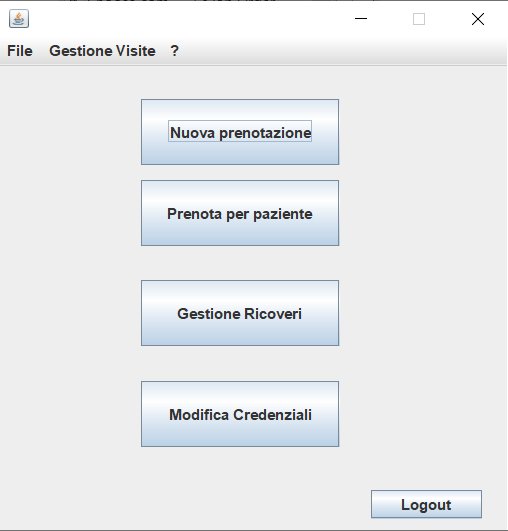 File Gestione Visite ?
Nuova prenotazione
Prenota per paziente
Gestione Ricoveri
Modifica Credenziali
Logout